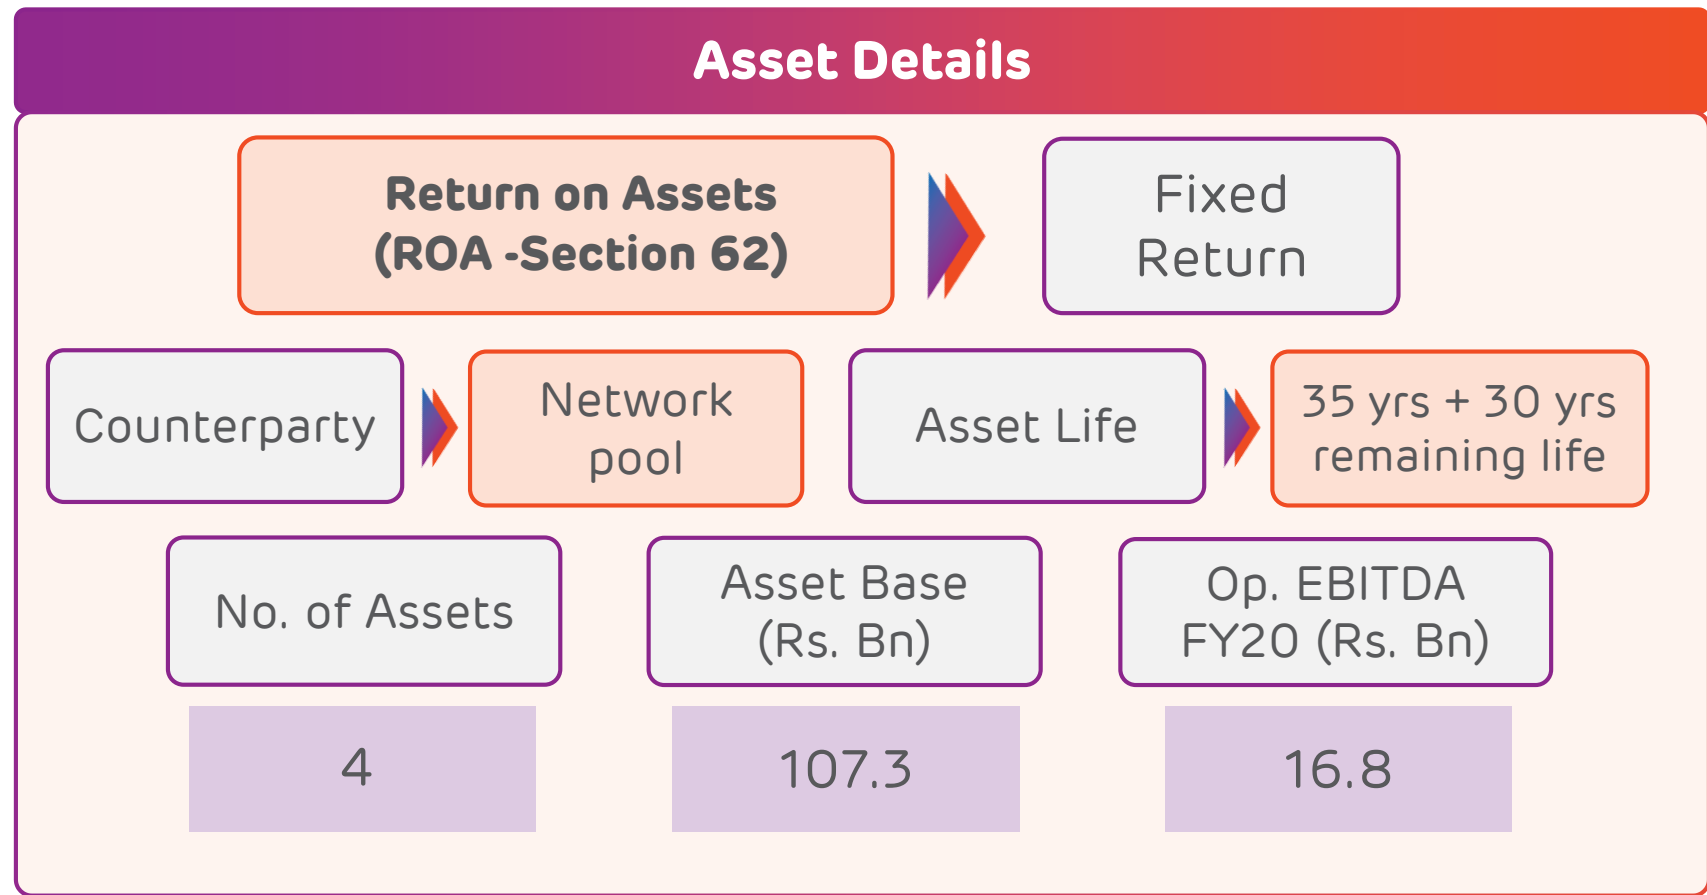 Asset Details
Return on Assets
(ROA -Section 62)
Fixed
Return
Counterparty
Network
pool
Asset Life
35 yrs + 30 yrs
remaining life
No. of Assets
Asset Base
(Rs. Bn)
Op. EBITDA
FY20 (Rs. Bn)
4
107.3
16.8